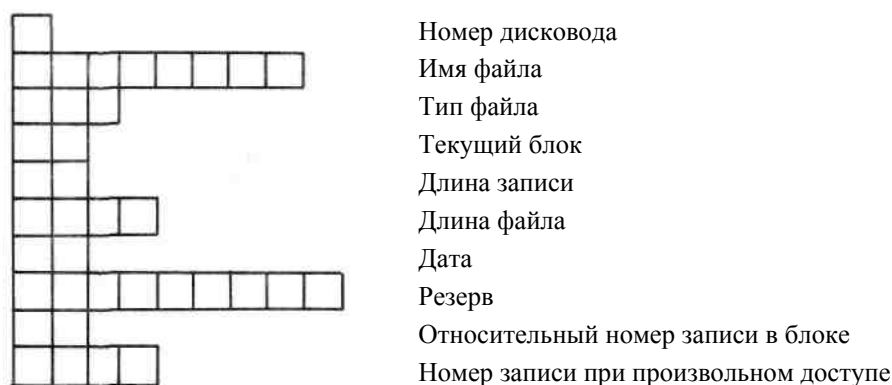 Номер дисковода
Имя файла
Тип файла
Текущий блок
Длина записи
Длина файла
Дата
Резерв
Относительный номер записи в блоке
Номер записи при произвольном доступе